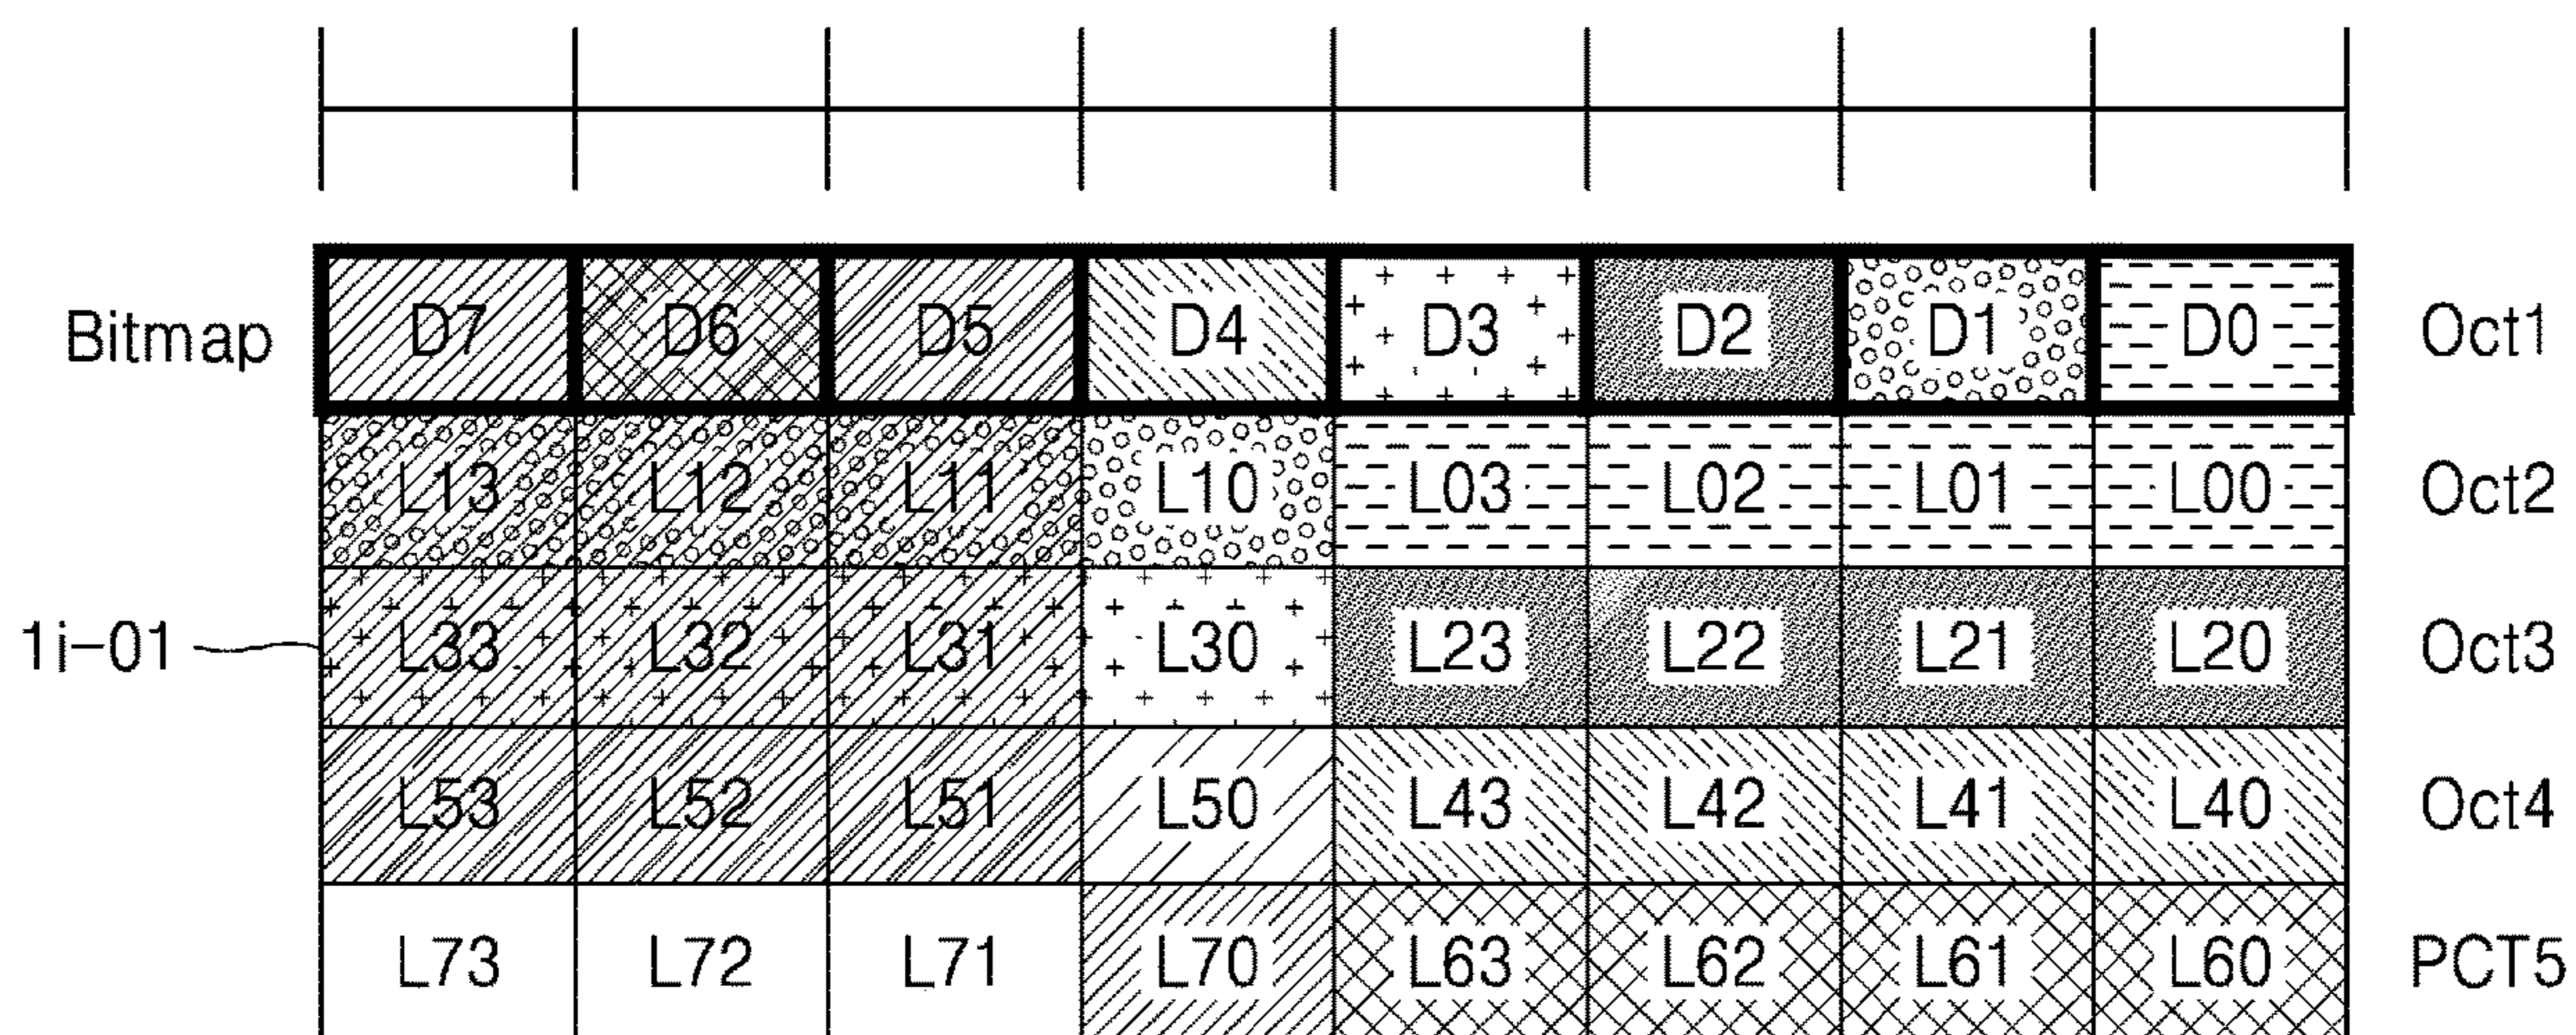 Bitmap D7 D6 D5 D4 D3 D2 D1 D0 Oct1
L13 L12 L11 L10 L03 L02 L01 L00 Oct2
1i-01 L33 L32 L31 L30 L23 L22 L21 L20 Oct3
L53 L52 L51 L50 L43 L42 L41 L40 Oct4
L73 L72 L71 L70 L63 L62 L61 L60 PCT5